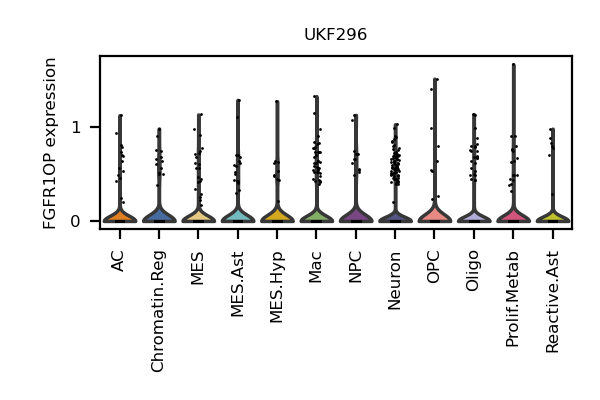 UKF296
FGFR1OP expression
1
0
AC
Chromatin.Reg
MES
MES.Ast
MES.Hyp
Mac
NPC
Neuron
OPC
Oligo
Prolif.Metab
Reactive.Ast